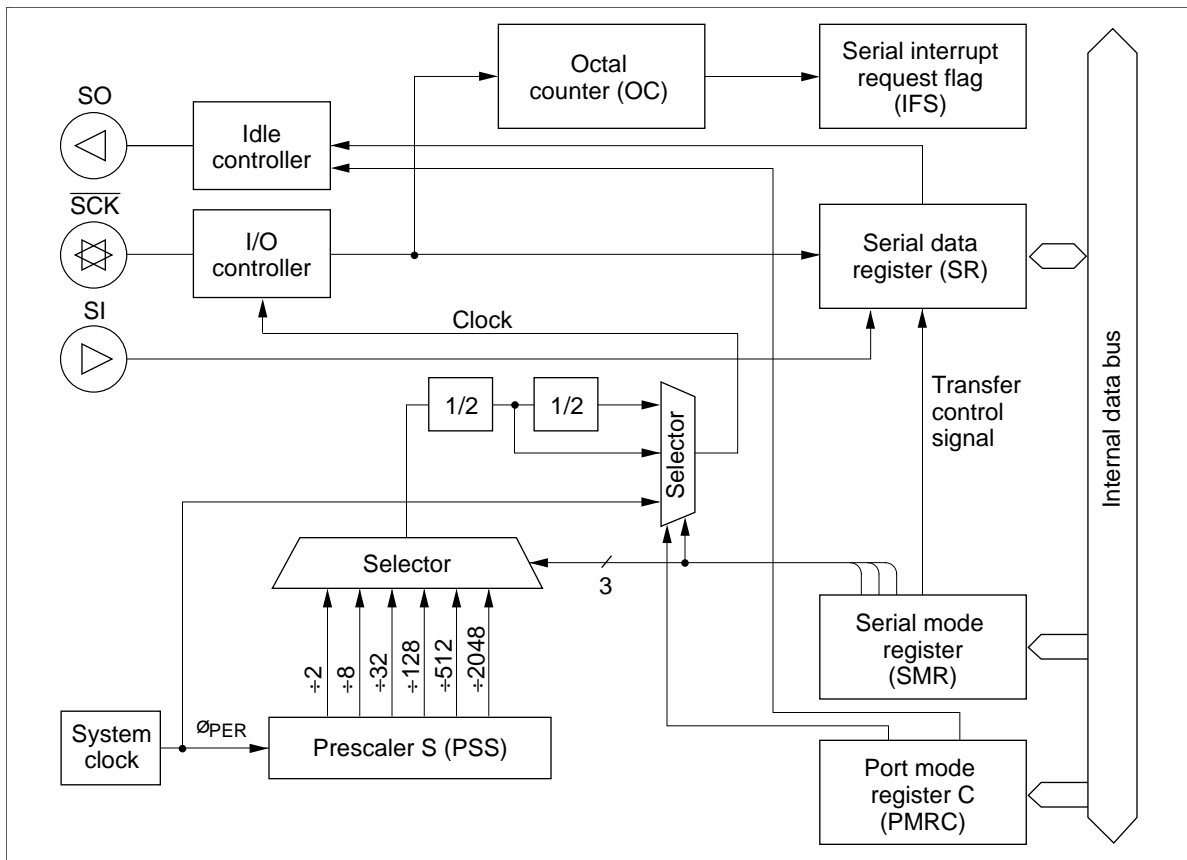 Octal
counter (OC)
Serial interrupt
request flag
(IFS)
SO
Idle
controller
SCK
I/O
controller
Serial data
register (SR)
SI
Clock
1/2
1/2
Selector
Transfer
control
signal
Internal data bus
Selector
3
÷2
÷8
÷32
÷128
÷512
÷2048
Serial mode
register
(SMR)
System
clock
øPER
Prescaler S (PSS)
Port mode
register C
(PMRC)